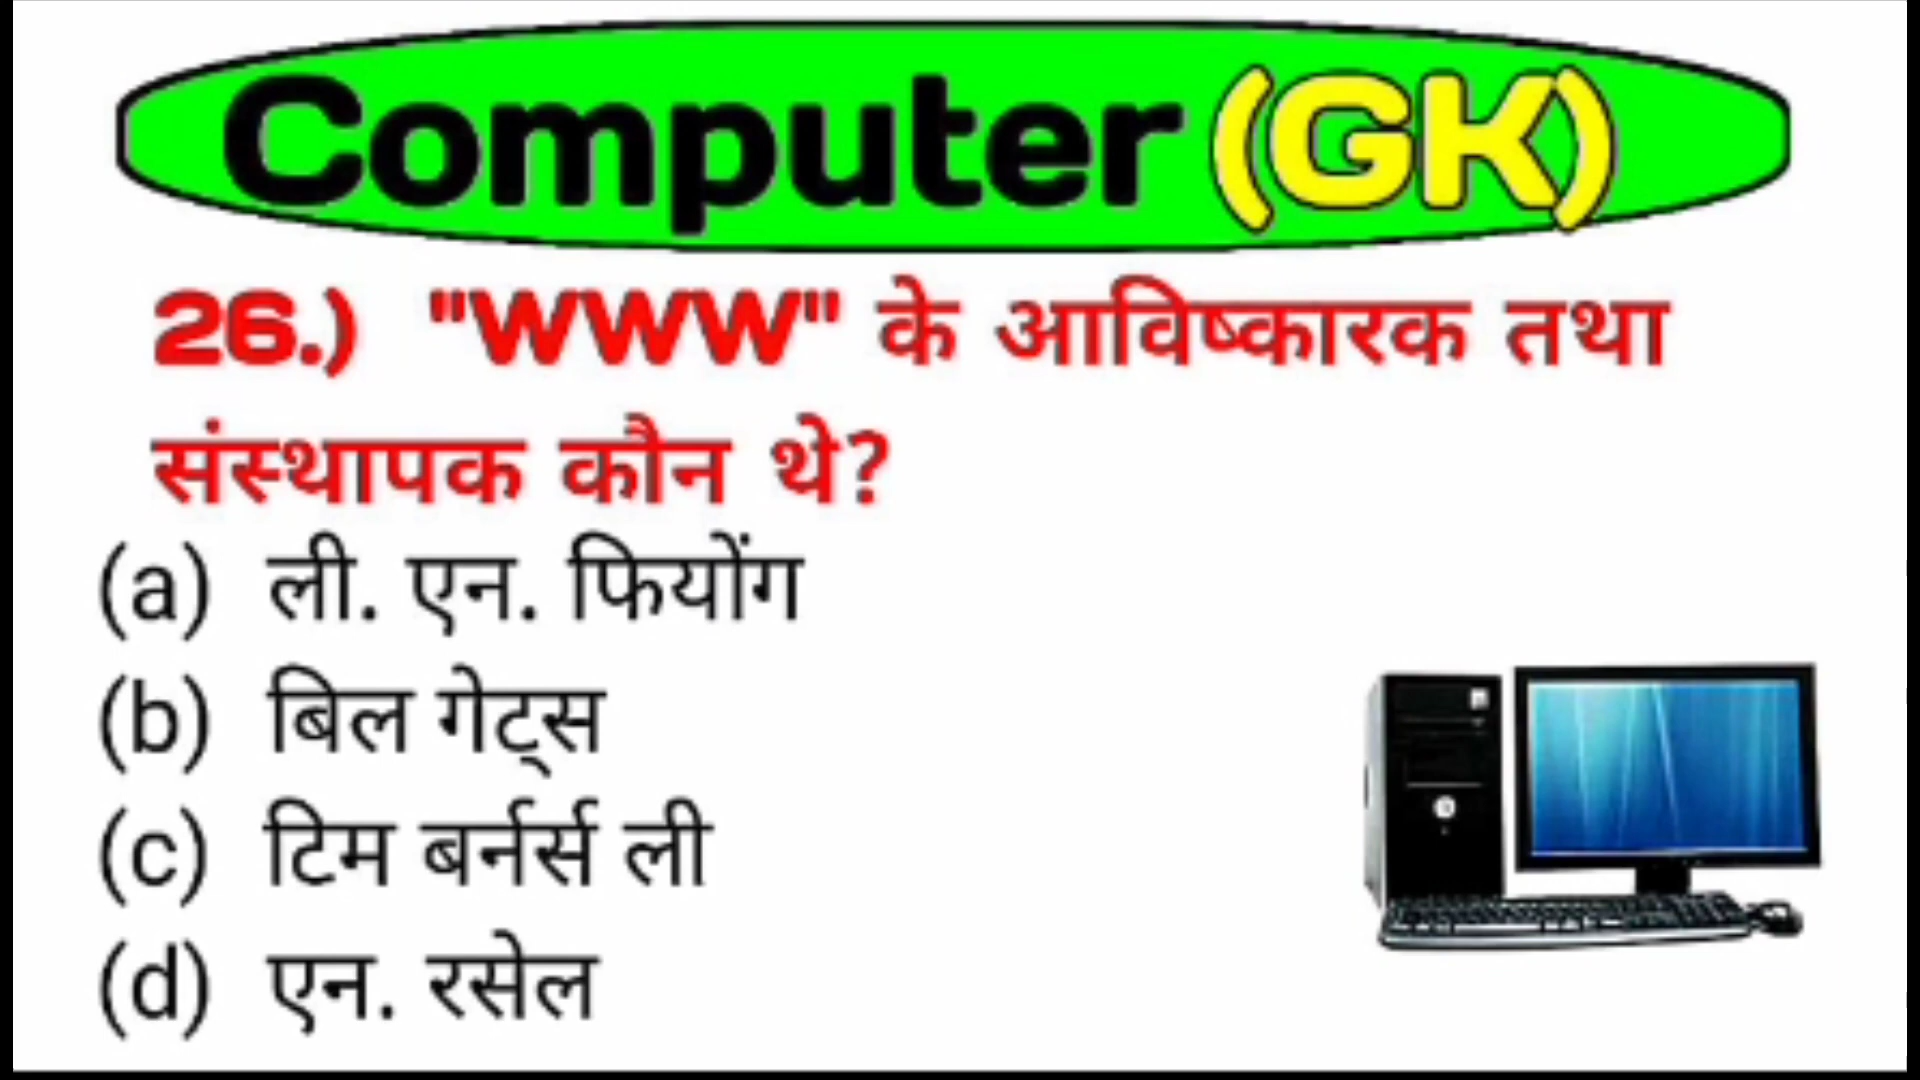 Computer (GK)
26.) "WWW" के आविष्कारक तथा
संस्थापक कौन थे?
(a) ली. एन. फियोंग
(b) बिल गेट्स
(c) टिम बर्नर्स ली
(d) एन. रसेल